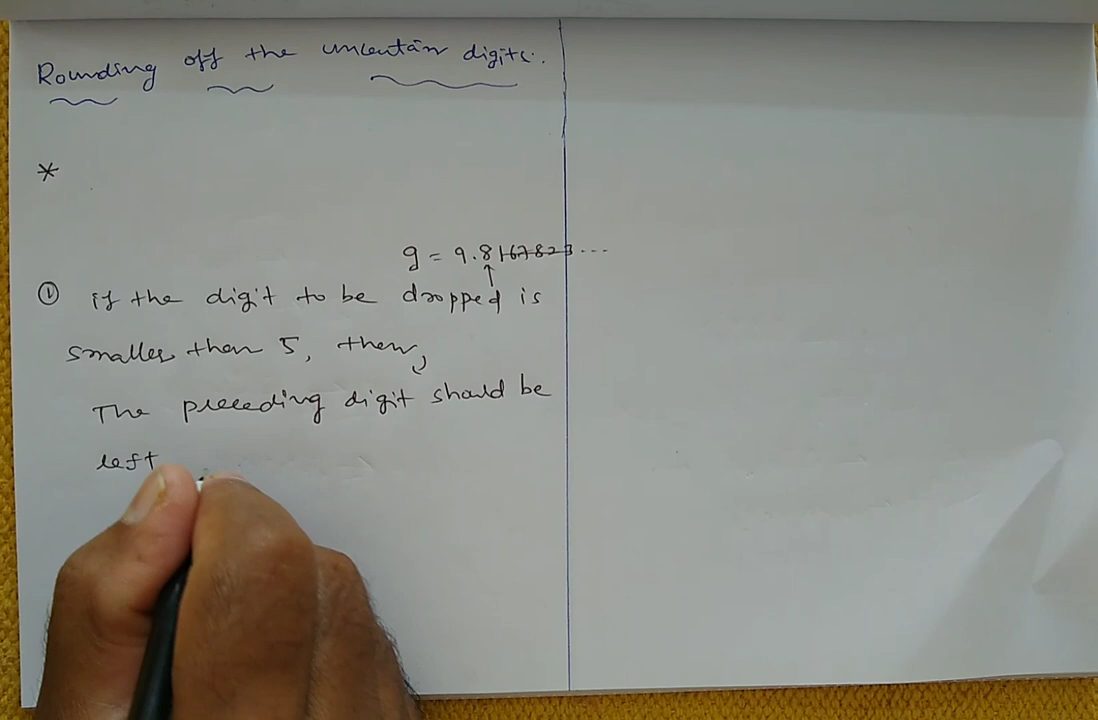 Rounding off the uncertain digits.
*
g = 9.8167823...
① if the digit to be dropped is
smaller than 5, then,
The preceding digit should be
left